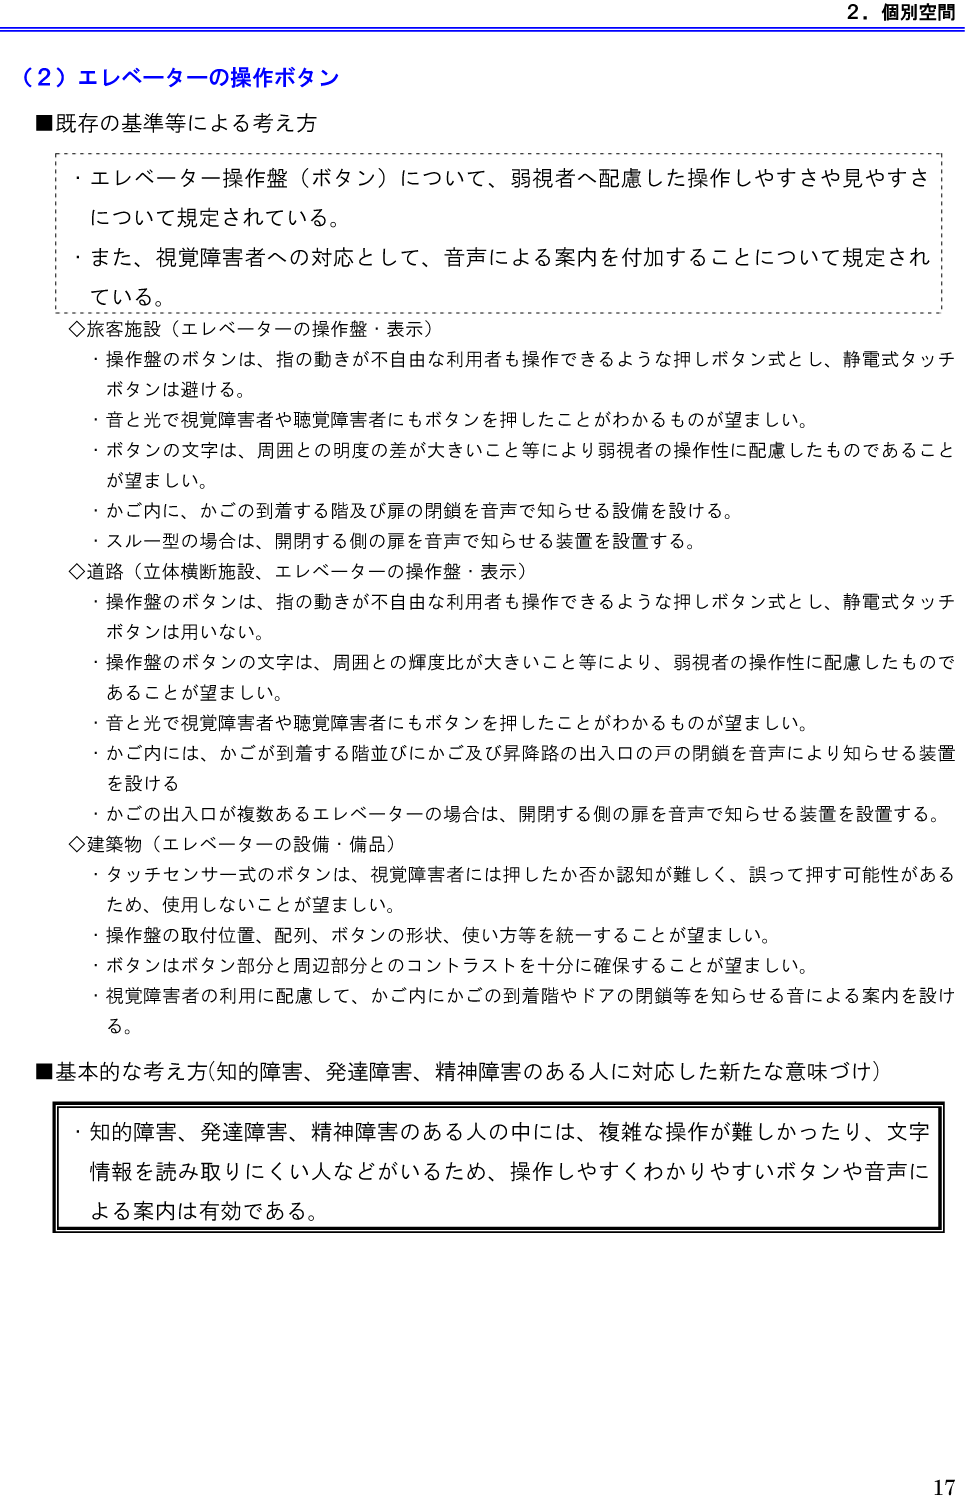 ２．個別空間
（２）エレベーターの操作ボタン
■既存の基準等による考え方
・エレベーター操作盤（ボタン）について、弱視者へ配慮した操作しやすさや見やすさ
について規定されている。
・また、視覚障害者への対応として、音声による案内を付加することについて規定され
ている。
◇旅客施設（エレベーターの操作盤・表示）
・操作盤のボタンは、指の動きが不自由な利用者も操作できるような押しボタン式とし、静電式タッチ
ボタンは避ける。
・音と光で視覚障害者や聴覚障害者にもボタンを押したことがわかるものが望ましい。
・ボタンの文字は、周囲との明度の差が大きいこと等により弱視者の操作性に配慮したものであること
が望ましい。
・かご内に、かごの到着する階及び扉の閉鎖を音声で知らせる設備を設ける。
・スルー型の場合は、開閉する側の扉を音声で知らせる装置を設置する。
◇道路（立体横断施設、エレベーターの操作盤・表示）
・操作盤のボタンは、指の動きが不自由な利用者も操作できるような押しボタン式とし、静電式タッチ
ボタンは用いない。
・操作盤のボタンの文字は、周囲との輝度比が大きいこと等により、弱視者の操作性に配慮したもので
あることが望ましい。
・音と光で視覚障害者や聴覚障害者にもボタンを押したことがわかるものが望ましい。
・かご内には、かごが到着する階並びにかご及び昇降路の出入口の戸の閉鎖を音声により知らせる装置
を設ける
・かごの出入口が複数あるエレベーターの場合は、開閉する側の扉を音声で知らせる装置を設置する。
◇建築物（エレベーターの設備・備品）
・タッチセンサー式のボタンは、視覚障害者には押したか否か認知が難しく、誤って押す可能性がある
ため、使用しないことが望ましい。
・操作盤の取付位置、配列、ボタンの形状、使い方等を統一することが望ましい。
・ボタンはボタン部分と周辺部分とのコントラストを十分に確保することが望ましい。
・視覚障害者の利用に配慮して、かご内にかごの到着階やドアの閉鎖等を知らせる音による案内を設け
る。
■基本的な考え方(知的障害、発達障害、精神障害のある人に対応した新たな意味づけ)
・知的障害、発達障害、精神障害のある人の中には、複雑な操作が難しかったり、文字
情報を読み取りにくい人などがいるため、操作しやすくわかりやすいボタンや音声に
よる案内は有効である。
17